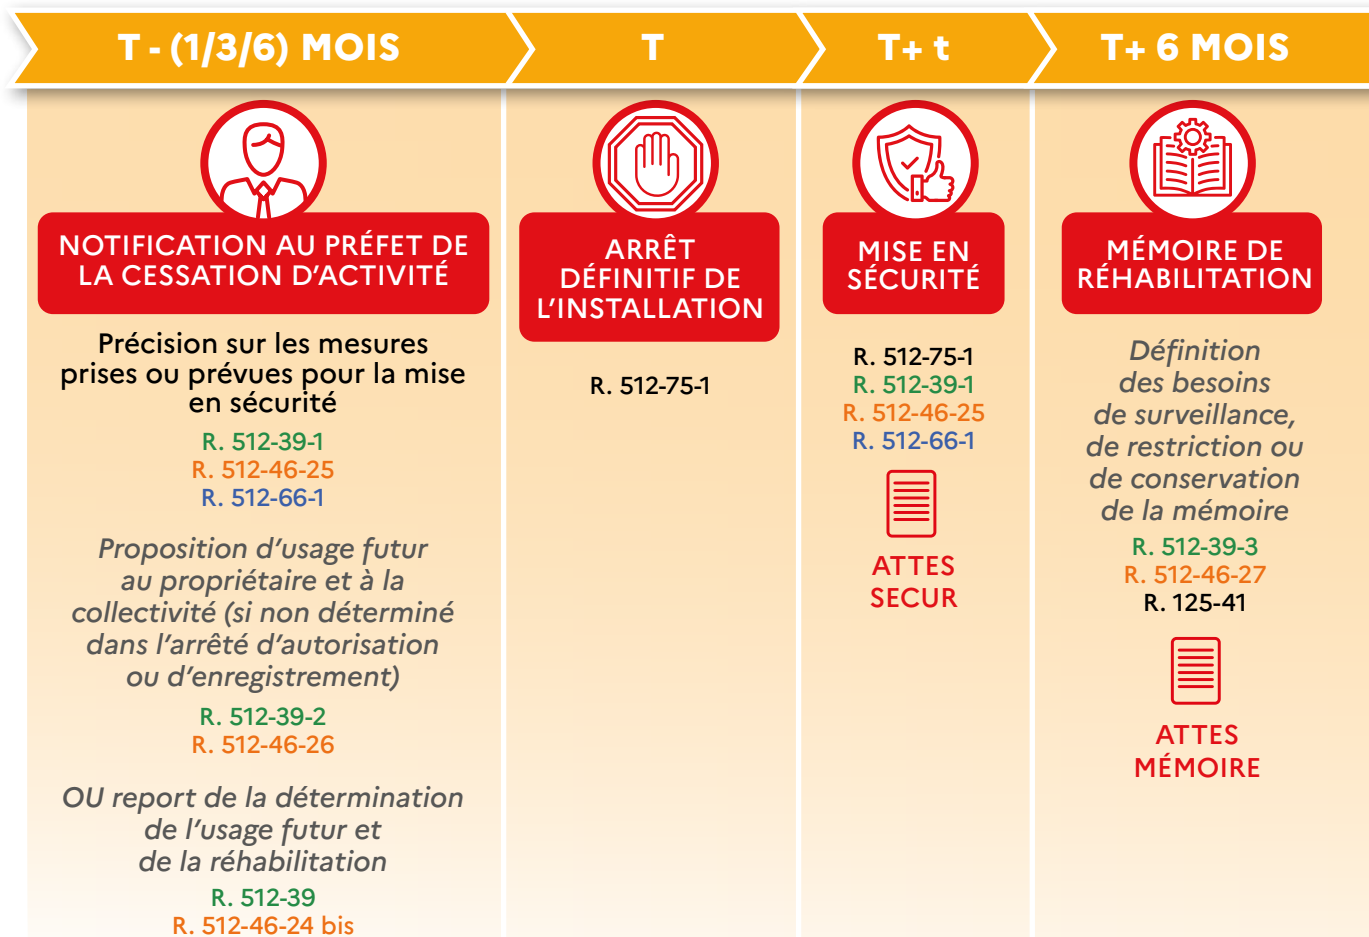 T - (1/3/6) MOIS
T
T+ t
T+ 6 MOIS
NOTIFICATION AU PRÉFET DE
LA CESSATION D'ACTIVITÉ
Précision sur les mesures
prises ou prévues pour la mise
en sécurité
R. 512-39-1
R. 512-46-25
R. 512-66-1
Proposition d'usage futur
au propriétaire et à la
collectivité (si non déterminé
dans l'arrêté d'autorisation
ou d'enregistrement)
R. 512-39-2
R. 512-46-26
OU report de la détermination
de l'usage futur et
de la réhabilitation
R. 512-39
R. 512-46-24 bis
ARRÊT
DÉFINITIF DE
L'INSTALLATION
R. 512-75-1
MISE EN
SÉCURITÉ
R. 512-75-1
R. 512-39-1
R. 512-46-25
R. 512-66-1
ATTES
SECUR
MÉMOIRE DE
RÉHABILITATION
Définition
des besoins
de surveillance,
de restriction ou
de conservation
de la mémoire
R. 512-39-3
R. 512-46-27
R. 125-41
ATTES
MÉMOIRE